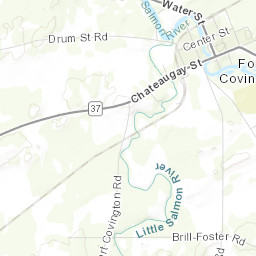 Water St
Salmon River
Drum St Rd
Center St
Chateaugay-St
Fo
Covin
37
rt Covington Rd
Little Salmon River
Brill-Foster Rd